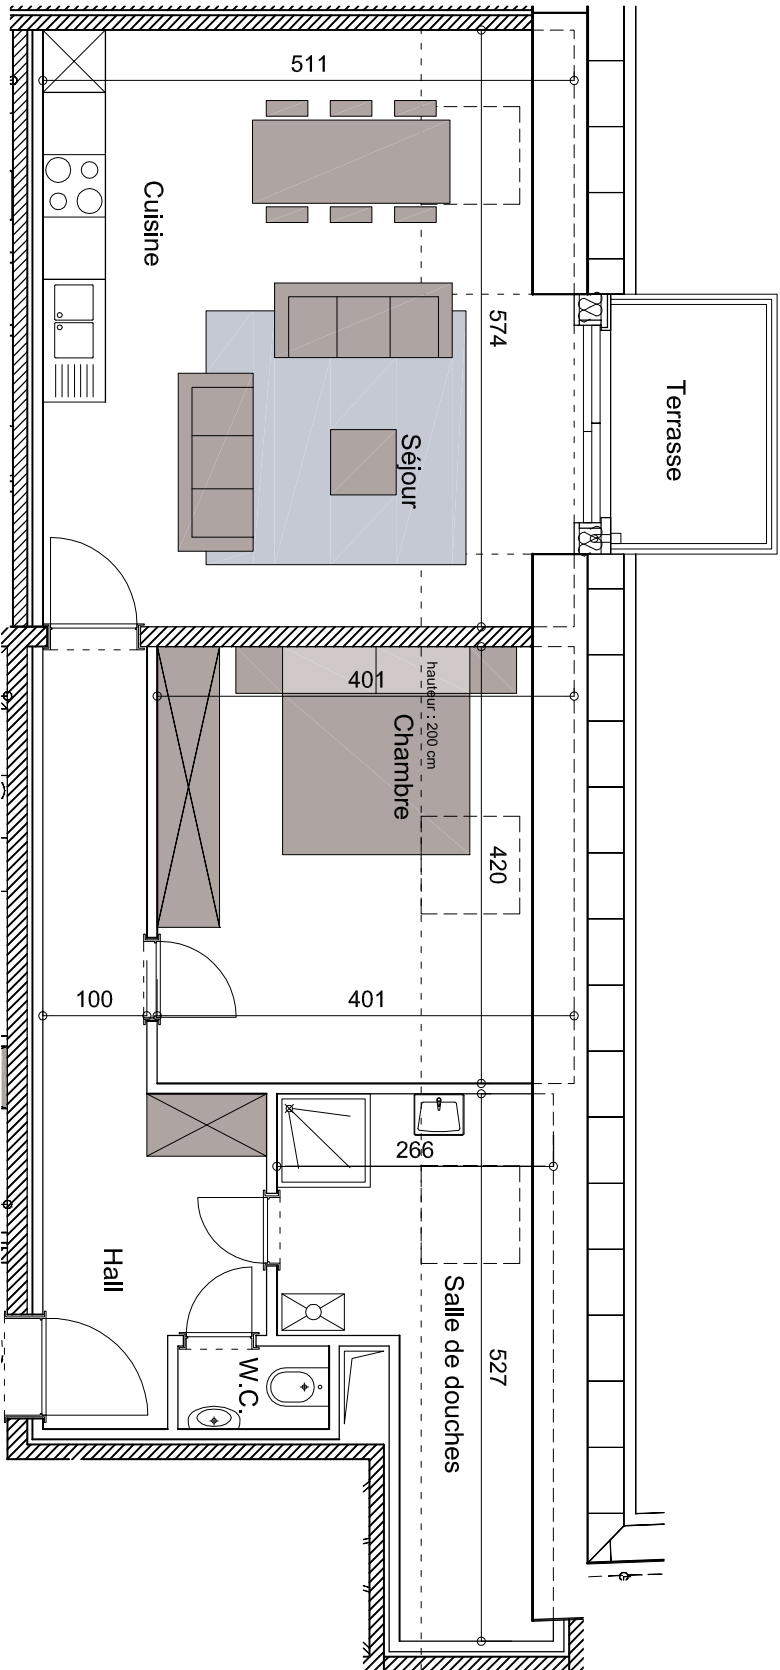 511
Cuisine
574
Terrasse
Séjour
401
hauteur : 200 cm
Chambre
420
100
401
266
Hall
Salle de douches
527
W.C.